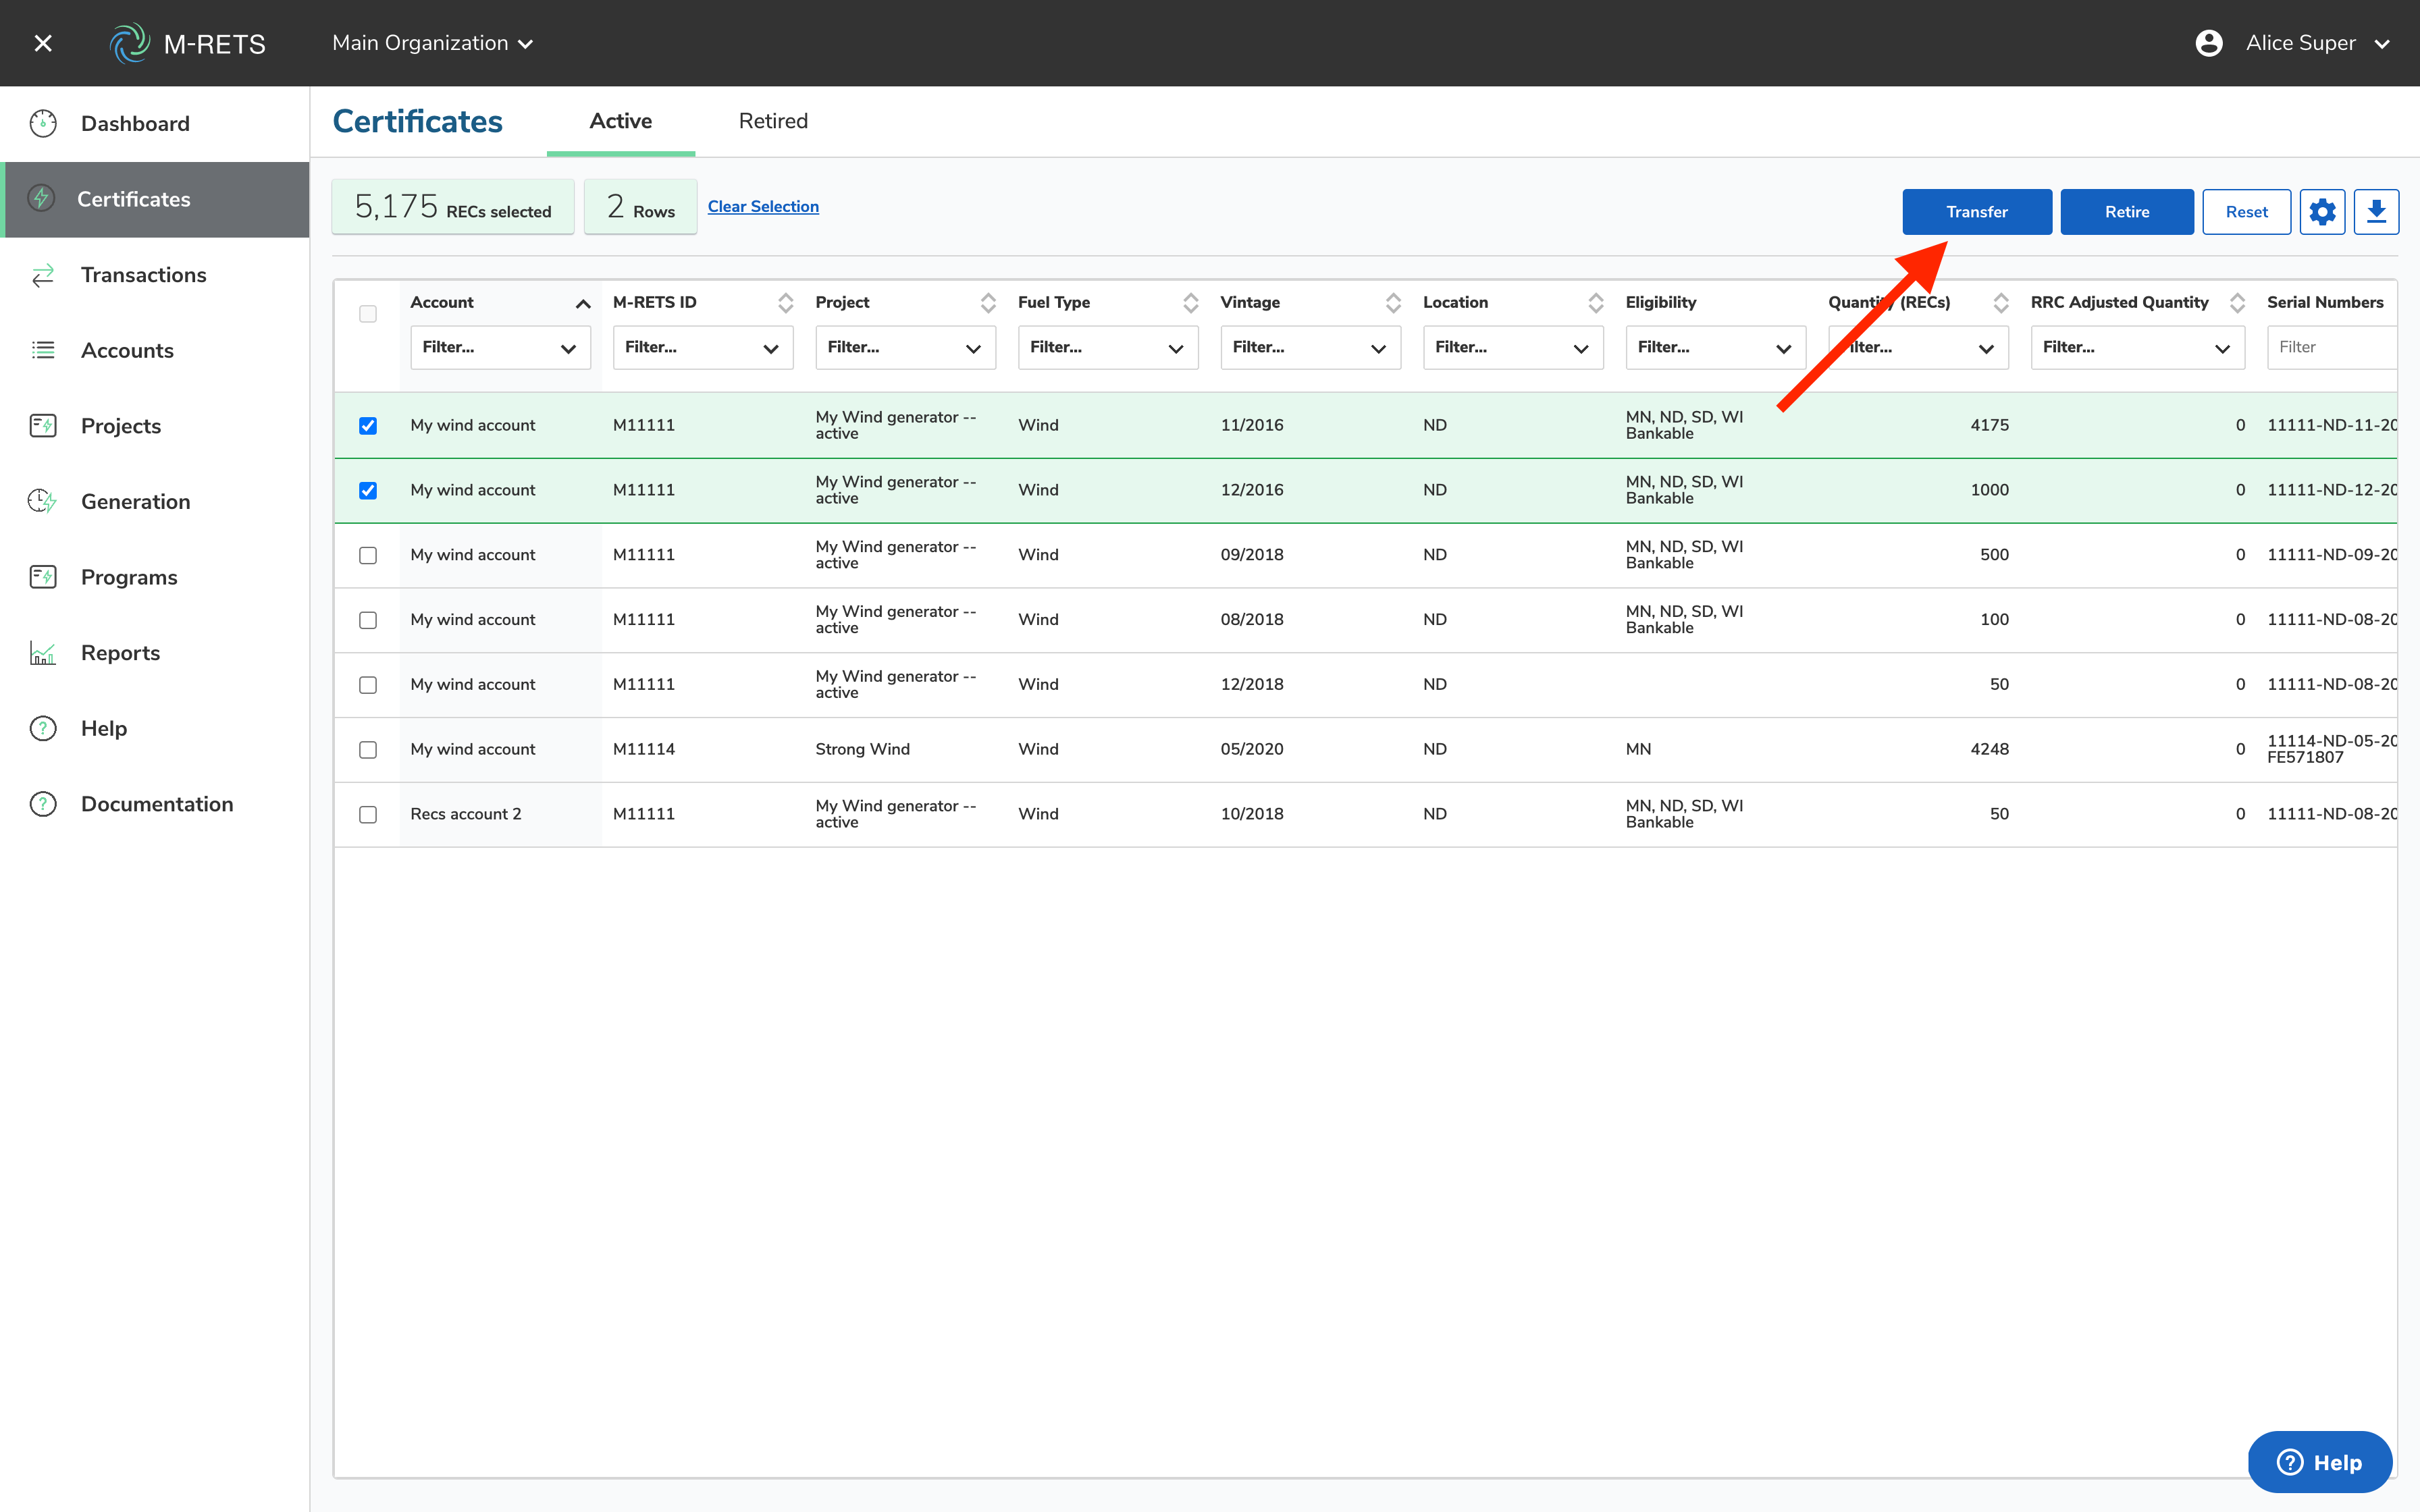 M-RETS
Main Organization
Alice Super
Dashboard
Certificates
Transactions
Accounts
Projects
Generation
Programs
Reports
Help
Documentation
Certificates
Active
Retired
5,175 RECs selected
2 Rows
Clear Selection
Transfer
Retire
Reset
Account M-RETS ID Project Fuel Type Vintage Location Eligibility Quantity (RECs) RRC Adjusted Quantity Serial Numbers
Filter... Filter... Filter... Filter... Filter... Filter... Filter... Filter... Filter... Filter
My wind account M11111 My Wind generator -- active Wind 11/2016 ND MN, ND, SD, WI Bankable 4175 0 11111-ND-11-20
My wind account M11111 My Wind generator -- active Wind 12/2016 ND MN, ND, SD, WI Bankable 1000 0 11111-ND-12-20
My wind account M11111 My Wind generator -- active Wind 09/2018 ND MN, ND, SD, WI Bankable 500 0 11111-ND-09-20
My wind account M11111 My Wind generator -- active Wind 08/2018 ND MN, ND, SD, WI Bankable 100 0 11111-ND-08-20
My wind account M11111 My Wind generator -- active Wind 12/2018 ND 50 0 11111-ND-08-20
My wind account M11114 Strong Wind Wind 05/2020 ND MN 4248 0 11114-ND-05-20 FE571807
Recs account 2 M11111 My Wind generator -- active Wind 10/2018 ND MN, ND, SD, WI Bankable 50 0 11111-ND-08-20
Help